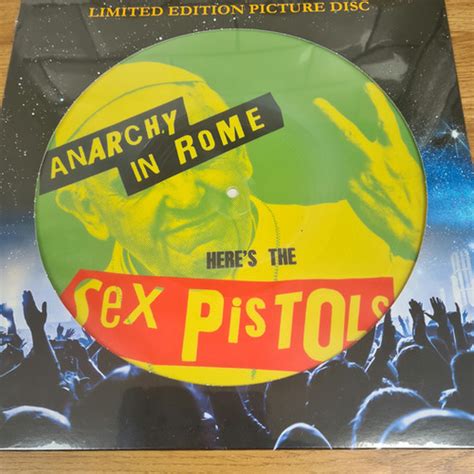 LIMITED EDITION PICTURE DISC
ANARCHY
IN ROME
HERE'S THE
SEX PISTOLS